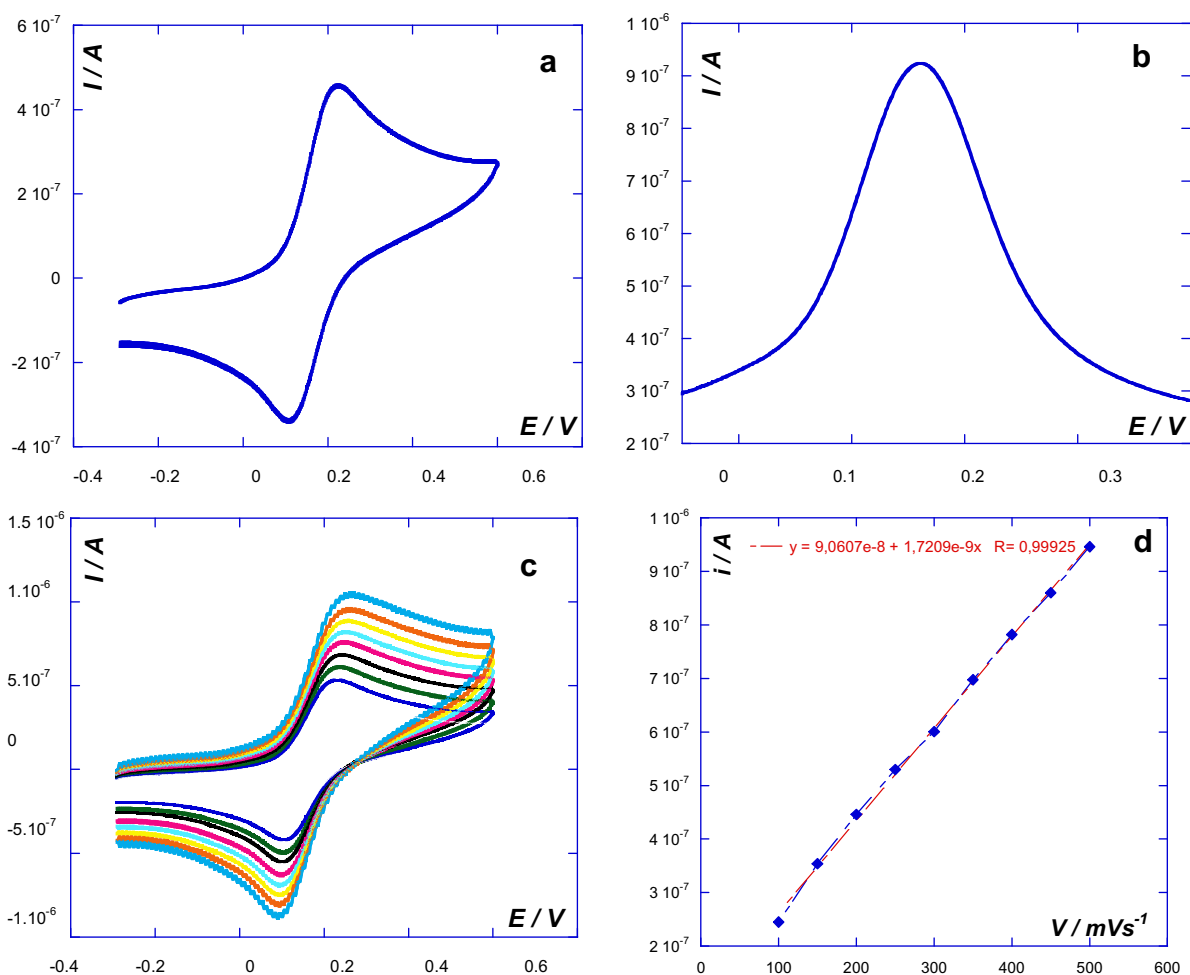 a
I / A
6 10-7
4 10-7
2 10-7
0
-2 10-7
-4 10-7
E / V
-0.4 -0.2 0 0.2 0.4 0.6
b
I / A
1 10-6
9 10-7
9 10-7
7 10-7
6 10-7
5 10-7
4 10-7
3 10-7
2 10-7
E / V
0 0.1 0.2 0.3
c
I / A
1.5 10-6
1.10-6
5.10-7
0
-5.10-7
-1.10-6
E / V
-0.4 -0.2 0 0.2 0.4 0.6
d
i / A
y = 9,0607e-8 + 1,7209e-9x R= 0,99925
1 10-6
9 10-7
8 10-7
7 10-7
6 10-7
5 10-7
4 10-7
3 10-7
2 10-7
V / mVs-1
0 100 200 300 400 500 600